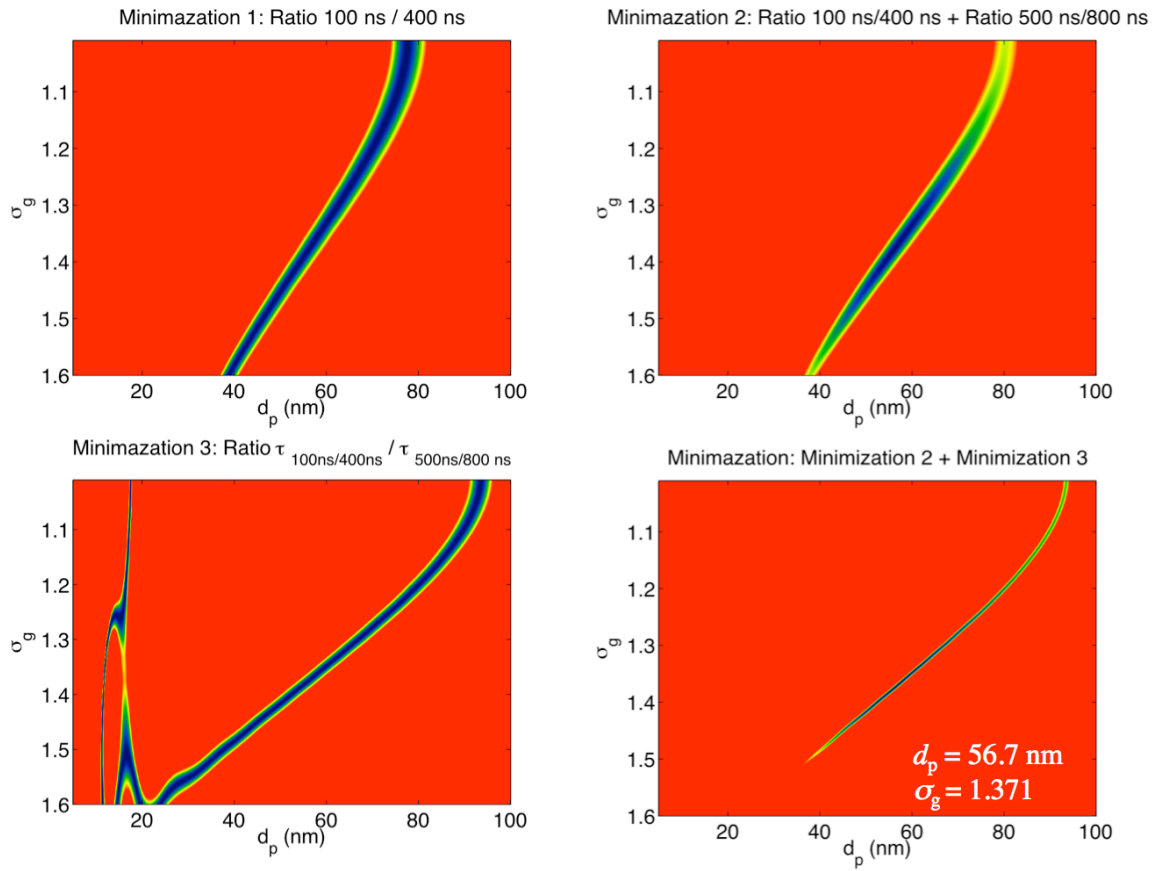 Minimazation 1: Ratio 100 ns / 400 ns
1.1
1.2
1.3
1.4
1.5
1.6
σg
20 40 60 80 100
dp (nm)
Minimazation 2: Ratio 100 ns/400 ns + Ratio 500 ns/800 ns
1.1
1.2
1.3
1.4
1.5
1.6
σg
20 40 60 80 100
dp (nm)
Minimazation 3: Ratio τ 100ns/400ns / τ 500ns/800 ns
1.1
1.2
1.3
1.4
1.5
1.6
σg
20 40 60 80 100
dp (nm)
Minimazation: Minimization 2 + Minimization 3
1.1
1.2
1.3
1.4
1.5
1.6
σg
dp = 56.7 nm
σg = 1.371
20 40 60 80 100
dp (nm)